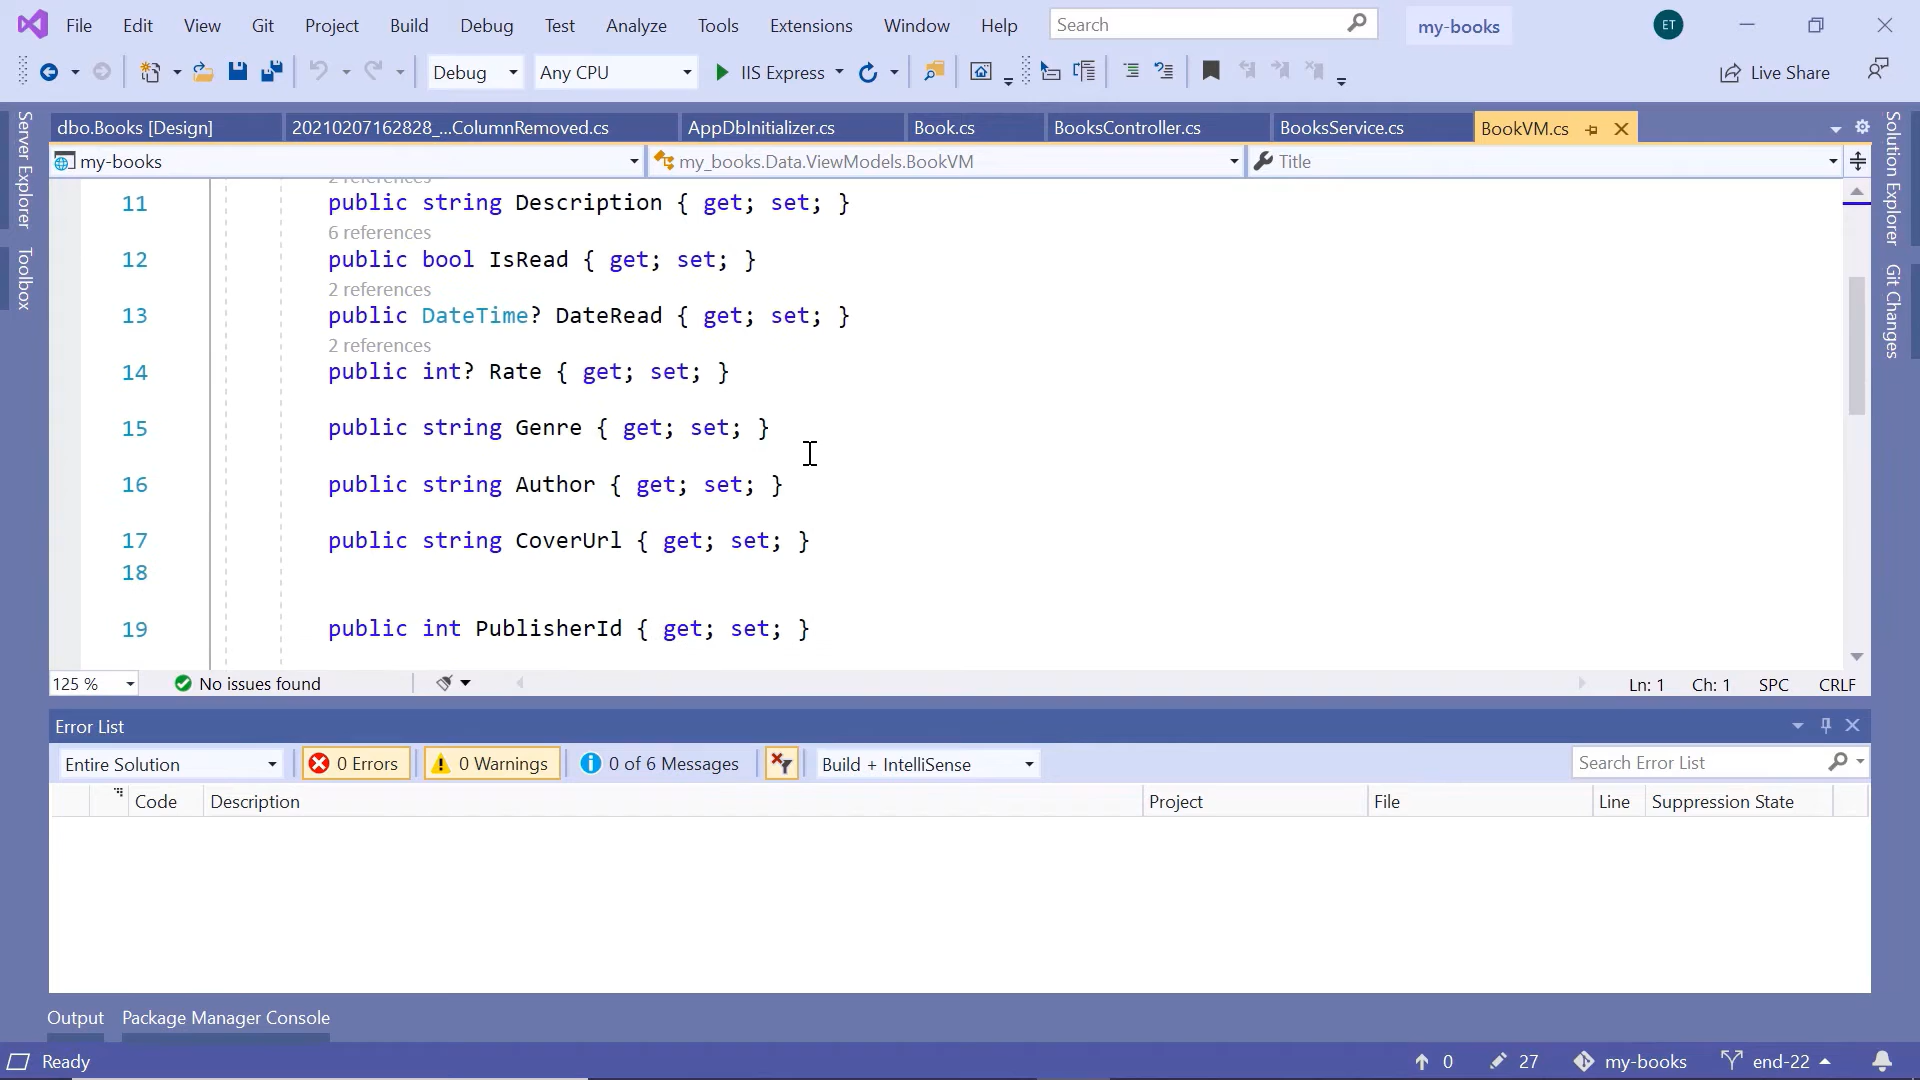 File Edit View Git Project Build Debug Test Analyze Tools Extensions Window Help Search my-books ET
Debug Any CPU IIS Express Live Share
Server Explorer
Toolbox
dbo.Books [Design] 20210207162828_...ColumnRemoved.cs AppDbInitializer.cs Book.cs BooksController.cs BooksService.cs BookVM.cs
my-books my_books.Data.ViewModels.BookVM Title
2 references
11 public string Description { get; set; }
6 references
12 public bool IsRead { get; set; }
2 references
13 public DateTime? DateRead { get; set; }
2 references
14 public int? Rate { get; set; }
15 public string Genre { get; set; }
16 public string Author { get; set; }
17 public string CoverUrl { get; set; }
18
19 public int PublisherId { get; set; }
Solution Explorer
Git Changes
125 % No issues found Ln: 1 Ch: 1 SPC CRLF
Error List
Entire Solution 0 Errors 0 Warnings 0 of 6 Messages Build + IntelliSense Search Error List
Code Description Project File Line Suppression State
Output Package Manager Console
Ready 0 27 my-books end-22